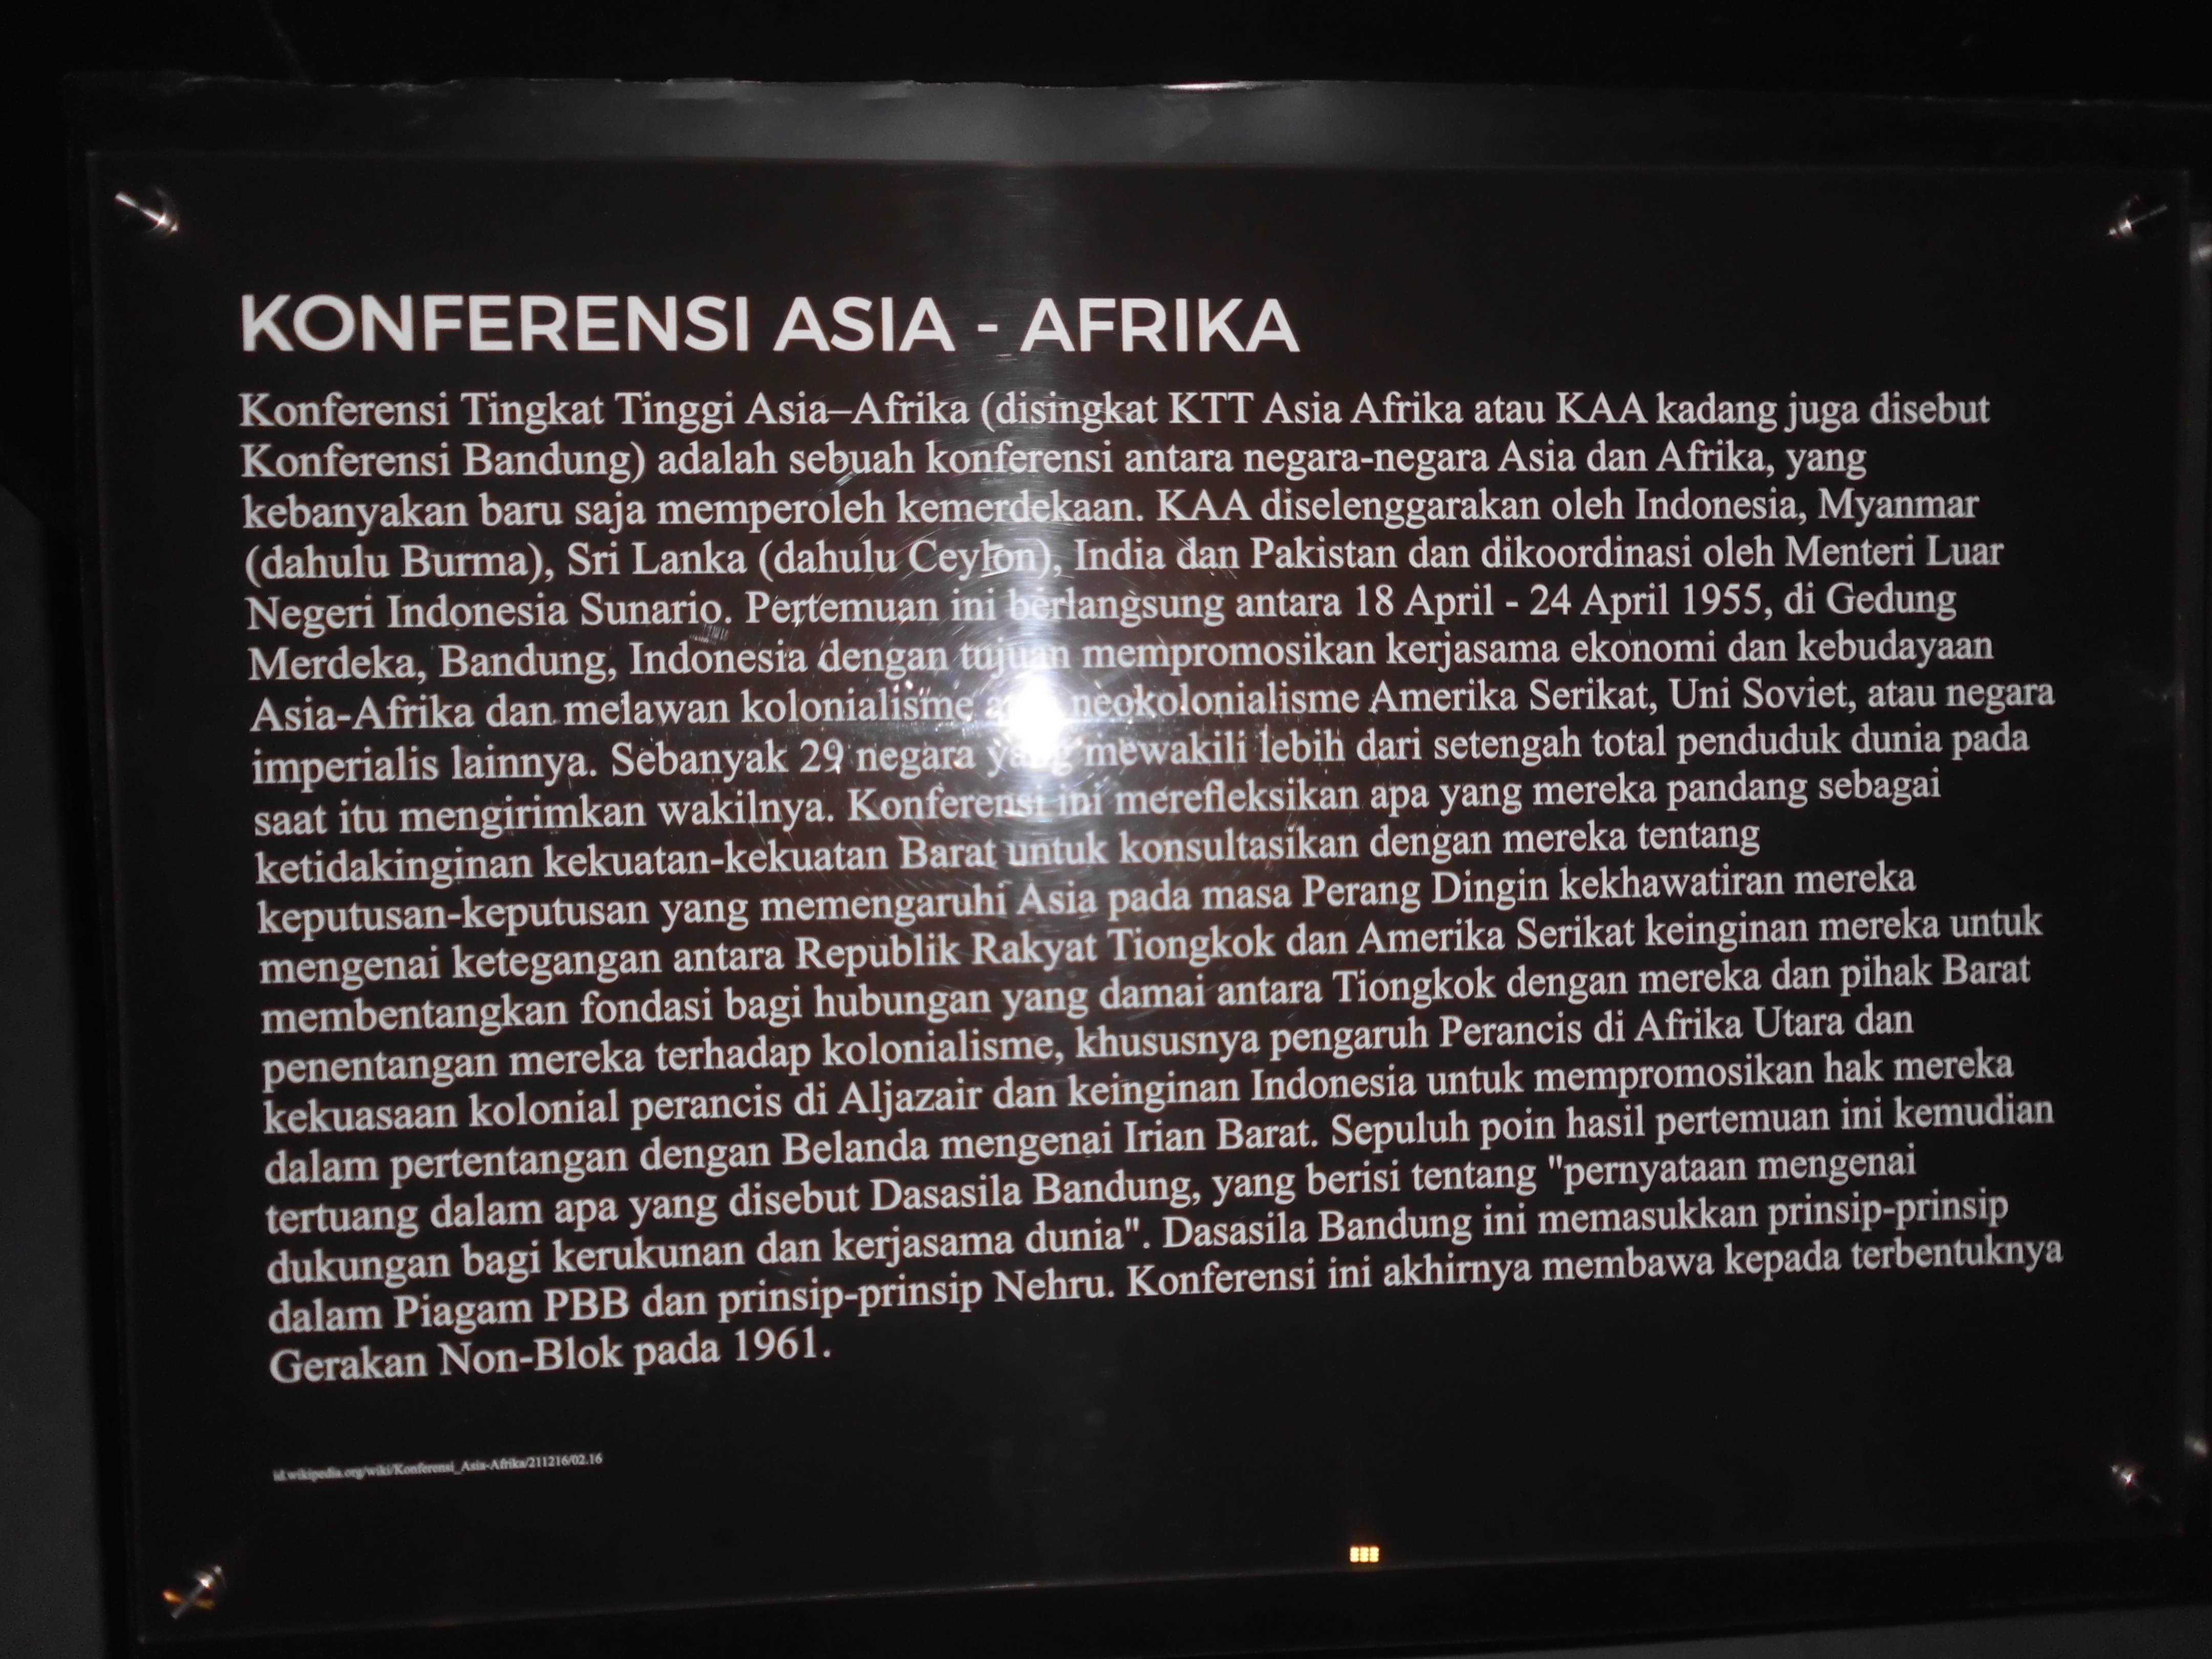 KONFERENSI ASIA - AFRIKA
Konferensi Tingkat Tinggi Asia–Afrika (disingkat KTT Asia Afrika atau KAA kadang juga disebut
Konferensi Bandung) adalah sebuah konferensi antara negara-negara Asia dan Afrika, yang
kebanyakan baru saja memperoleh kemerdekaan. KAA diselenggarakan oleh Indonesia, Myanmar
(dahulu Burma), Sri Lanka (dahulu Ceylon), India dan Pakistan dan dikoordinasi oleh Menteri Luar
Negeri Indonesia Sunario. Pertemuan ini berlangsung antara 18 April - 24 April 1955, di Gedung
Merdeka, Bandung, Indonesia dengan tujuan mempromosikan kerjasama ekonomi dan kebudayaan
Asia-Afrika dan melawan kolonialisme neokolonialisme Amerika Serikat, Uni Soviet, atau negara
imperialis lainnya. Sebanyak 29 negara yang mewakili lebih dari setengah total penduduk dunia pada
saat itu mengirimkan wakilnya. Konferensi ini merefleksikan apa yang mereka pandang sebagai
ketidakinginan kekuatan-kekuatan Barat untuk konsultasikan dengan mereka tentang
keputusan-keputusan yang memengaruhi Asia pada masa Perang Dingin kekhawatiran mereka
mengenai ketegangan antara Republik Rakyat Tiongkok dan Amerika Serikat keinginan mereka untuk
membentangkan fondasi bagi hubungan yang damai antara Tiongkok dengan mereka dan pihak Barat
penentangan mereka terhadap kolonialisme, khususnya pengaruh Perancis di Afrika Utara dan
kekuasaan kolonial perancis di Aljazair dan keinginan Indonesia untuk mempromosikan hak mereka
dalam pertentangan dengan Belanda mengenai Irian Barat. Sepuluh poin hasil pertemuan ini kemudian
tertuang dalam apa yang disebut Dasasila Bandung, yang berisi tentang "pernyataan mengenai
dukungan bagi kerukunan dan kerjasama dunia". Dasasila Bandung ini memasukkan prinsip-prinsip
dalam Piagam PBB dan prinsip-prinsip Nehru. Konferensi ini akhirnya membawa kepada terbentuknya
Gerakan Non-Blok pada 1961.
id.wikipedia.org/wiki/Konferensi_Asia-Afrika/211216/02.16